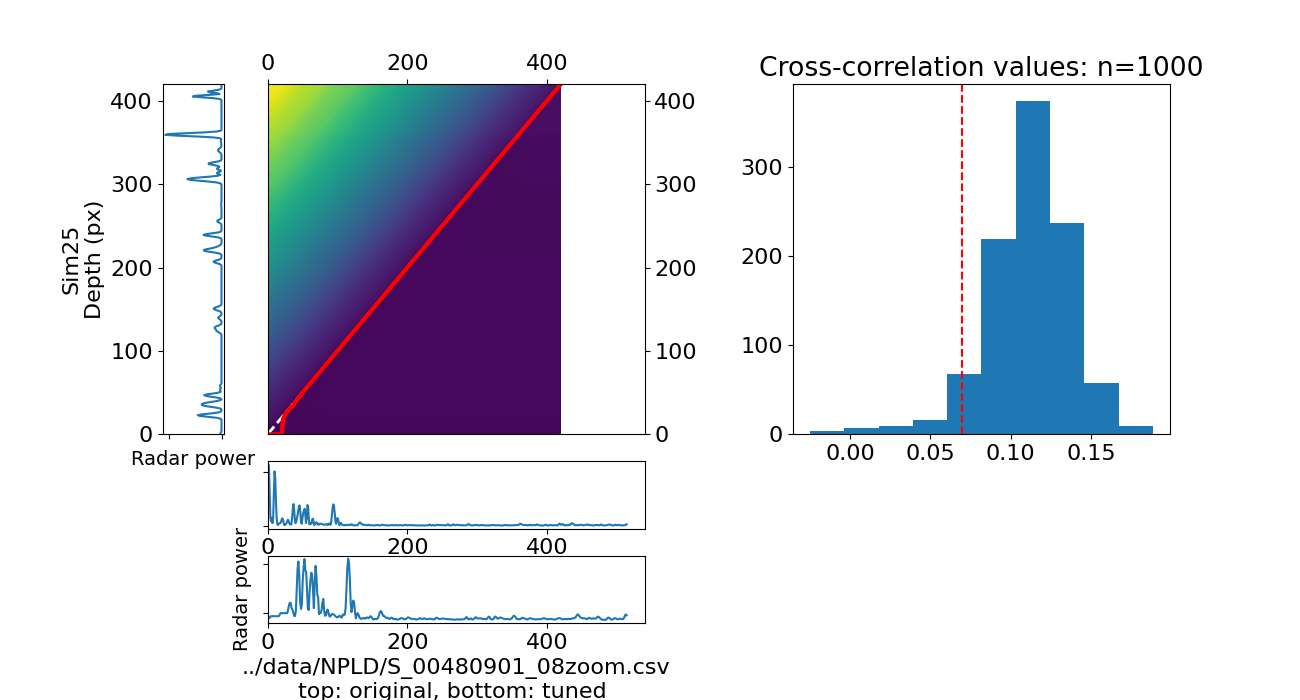 Cross-correlation values: n=1000
0 200 400
400
300
200
100
0
Sim25
Depth (px)
400
300
200
100
0
300
200
100
0
0.00 0.05 0.10 0.15
Radar power
0 200 400
Radar power
0 200 400
../data/NPLD/S_00480901_08zoom.csv
top: original, bottom: tuned